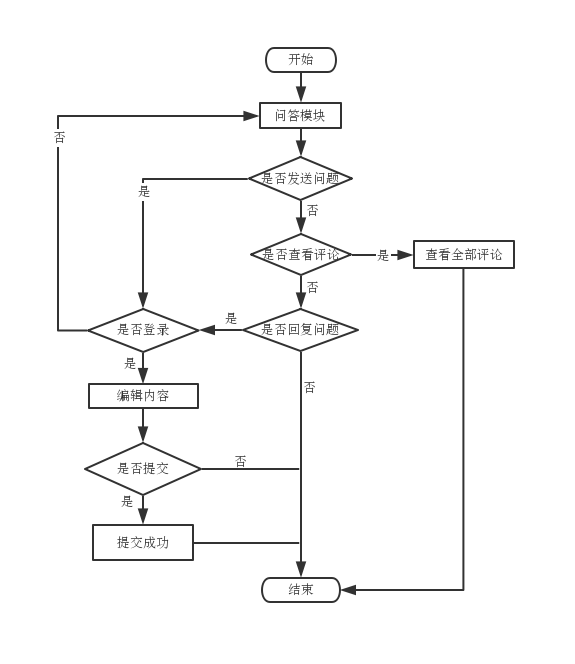 开始
问答模块
否
是否发送问题
是
否
是否查看评论
是
查看全部评论
否
是否登录
是
是否回复问题
是
编辑内容
否
是否提交
否
是
提交成功
结束